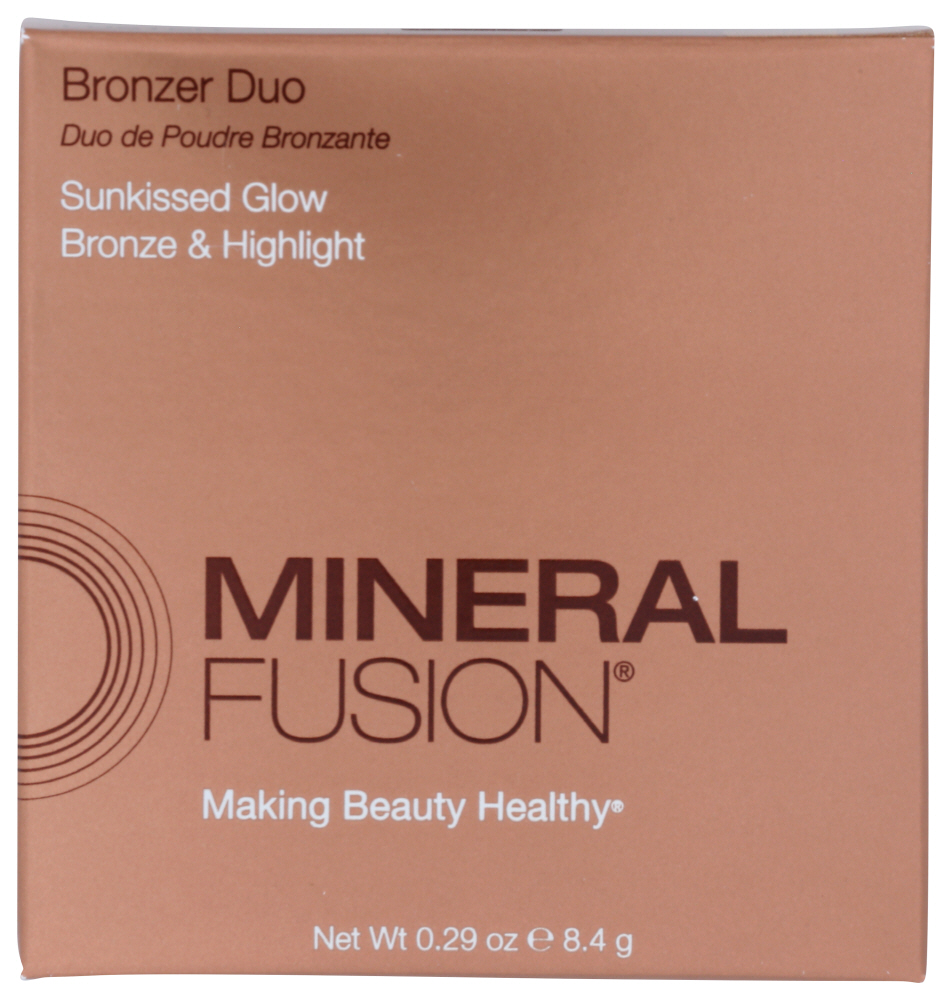 Bronzer Duo
Duo de Poudre Bronzante
Sunkissed Glow
Bronze & Highlight
MINERAL
FUSION®
Making Beauty Healthy®
Net Wt 0.29 oz ℮ 8.4 g